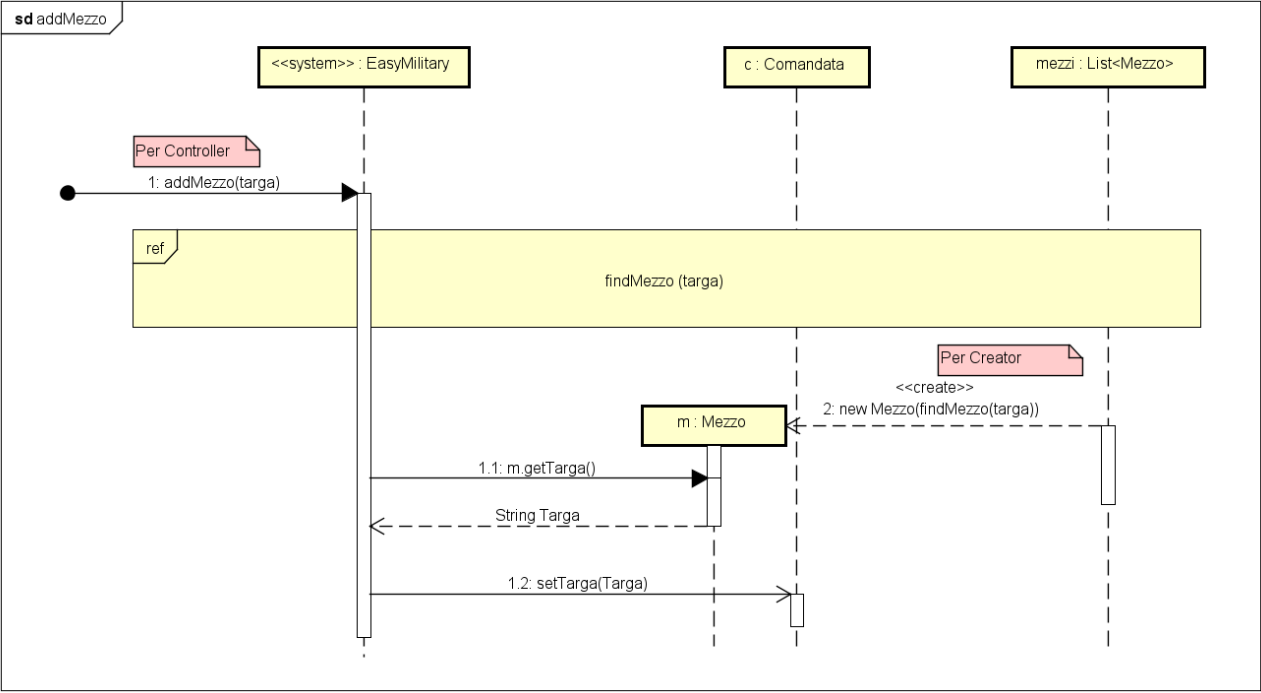 sd addMezzo
<<system>> : EasyMilitary
c : Comandata
mezzi : List<Mezzo>
Per Controller
1: addMezzo(targa)
ref
findMezzo (targa)
Per Creator
<<create>>
2: new Mezzo(findMezo(targa))
m : Mezzo
1.1: m.getTarga()
String Targa
1.2: setTarga(Targa)